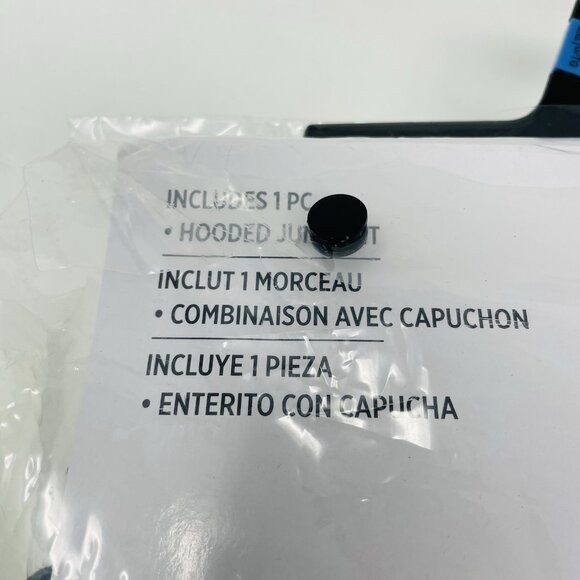 INCLUDES 1 PC
• HOODED
INCLUT 1 MORCEAU
• COMBINAISON AVEC CAPUCHON
INCLUYE 1 PIEZA
• ENTERITO CON CAPUCHA